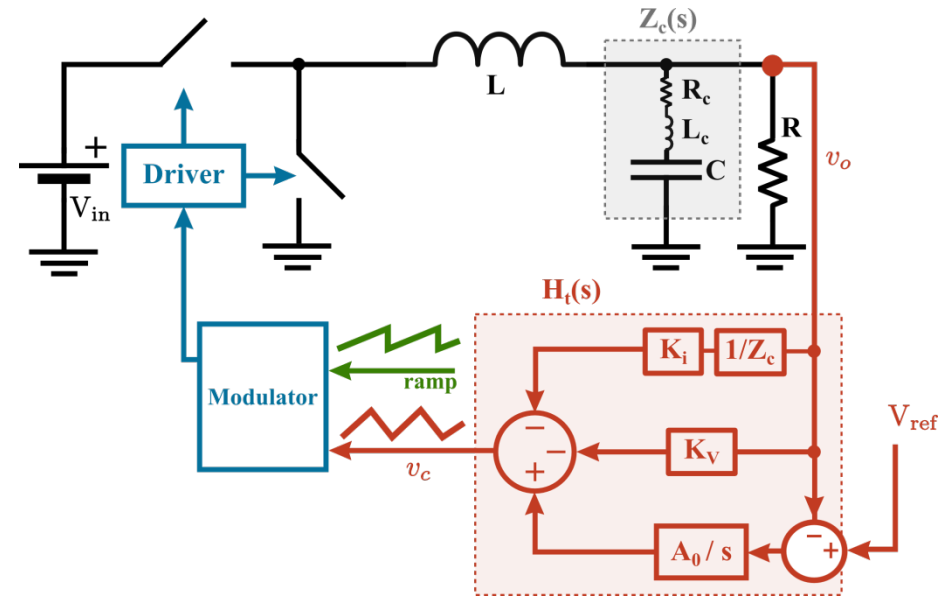 Z_c(s)
L
R_c
L_c
C
R
v_o
+
V_in
Driver
H_t(s)
Modulator
ramp
v_c
K_i
1/Z_c
−
−
+
K_V
V_ref
A_0 / s
−
+